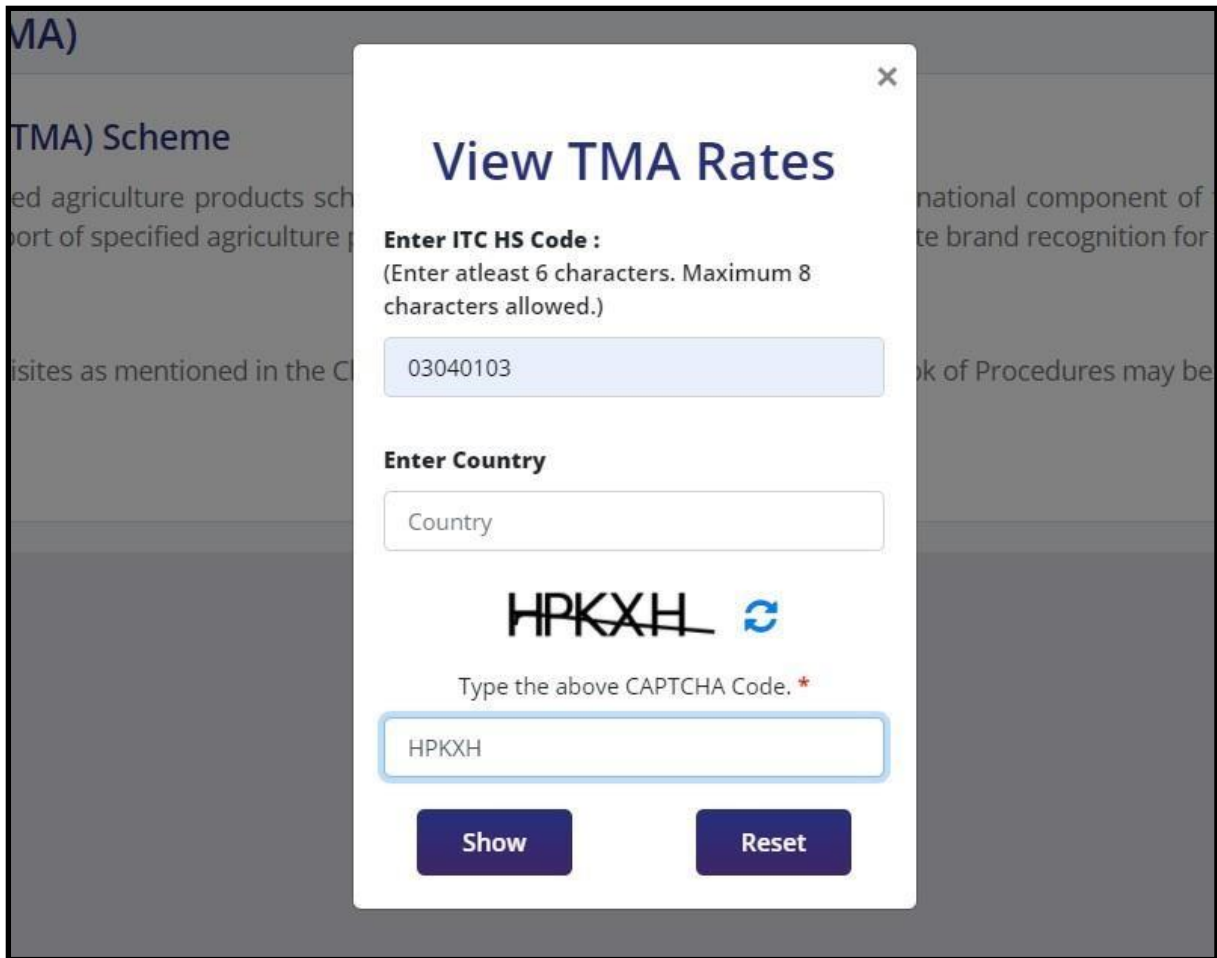 MA)
×
TMA) Scheme
View TMA Rates
ed agriculture products sch
national component of
port of specified agriculture
te brand recognition for
Enter ITC HS Code :
(Enter atleast 6 characters. Maximum 8
characters allowed.)
03040103
isites as mentioned in the
ok of Procedures may be
Enter Country
Country
HPKXH
Type the above CAPTCHA Code. *
HPKXH
Show
Reset